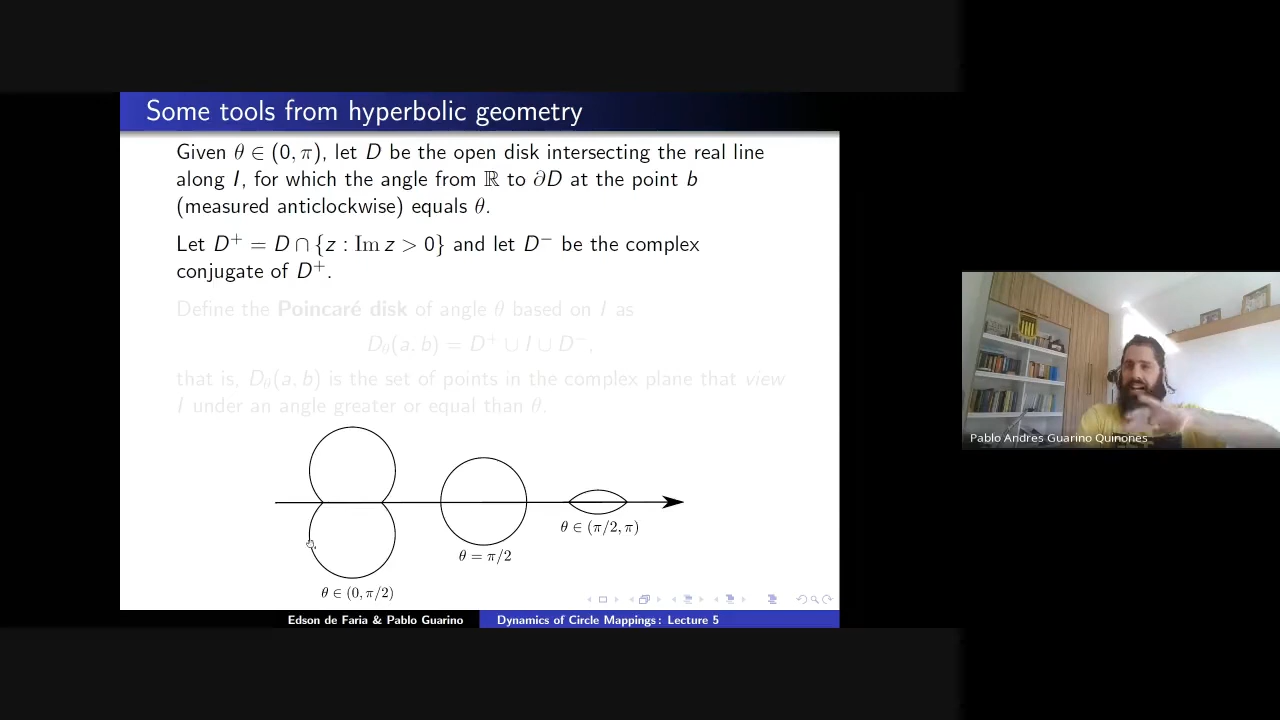 Some tools from hyperbolic geometry
Given θ ∈ (0, π), let D be the open disk intersecting the real line
along I, for which the angle from ℝ to ∂D at the point b
(measured anticlockwise) equals θ.
Let D⁺ = D ∩ {z : Im z > 0} and let D⁻ be the complex
conjugate of D⁺.
Define the Poincaré disk of angle θ based on I as
D_θ(a, b) = D⁺ ∪ I ∪ D⁻,
that is, D_θ(a, b) is the set of points in the complex plane that view
I under an angle greater or equal than θ.
θ ∈ (π/2, π)
θ = π/2
θ ∈ (0, π/2)
Edson de Faria & Pablo Guarino
Dynamics of Circle Mappings: Lecture 5
Pablo Andres Guarino Quinones